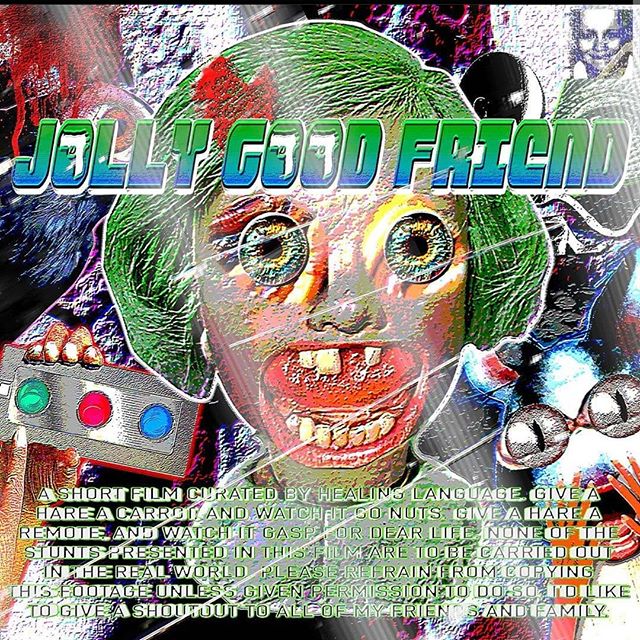 JOLLY GOOD FRIEND
A SHORT FILM CURATED BY HEALING LANGUAGE. GIVE A
HARE A CARROT, AND WATCH IT GO NUTS. GIVE A HARE A
REMOTE, AND WATCH IT GASP FOR DEAR LIFE. NONE OF THE
STUNTS PRESENTED IN THIS FILM ARE TO BE CARRIED OUT
IN THE REAL WORLD. PLEASE REFRAIN FROM COPYING
THIS FOOTAGE UNLESS GIVEN PERMISSION TO DO SO. I'D LIKE
TO GIVE A SHOUTOUT TO ALL OF MY FRIENDS AND FAMILY.